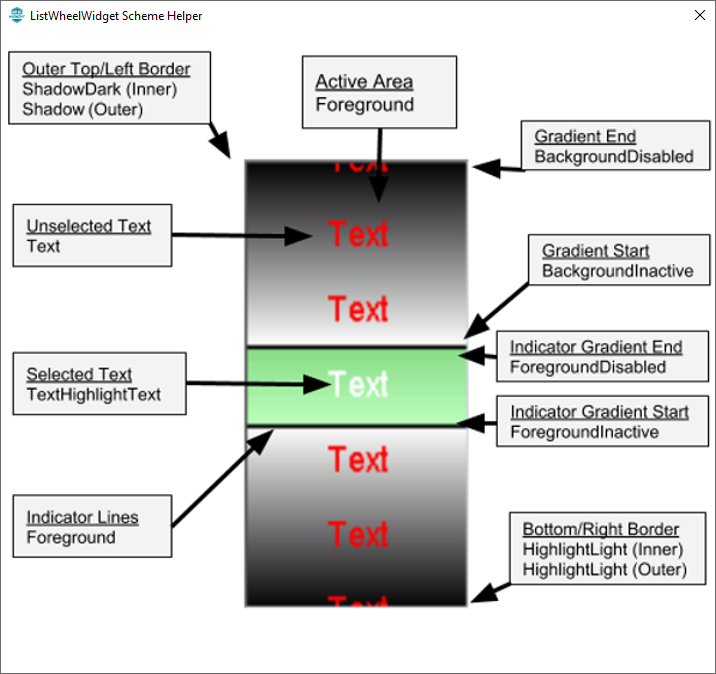 ListWheelWidget Scheme Helper
Outer Top/Left Border
ShadowDark (Inner)
Shadow (Outer)
Active Area
Foreground
Gradient End
BackgroundDisabled
Text
Unselected Text
Text
Text
Gradient Start
BackgroundInactive
Text
Indicator Gradient End
ForegroundDisabled
Selected Text
TextHighlightText
Text
Indicator Gradient Start
ForegroundInactive
Text
Indicator Lines
Foreground
Text
Bottom/Right Border
HighlightLight (Inner)
HighlightLight (Outer)
Text